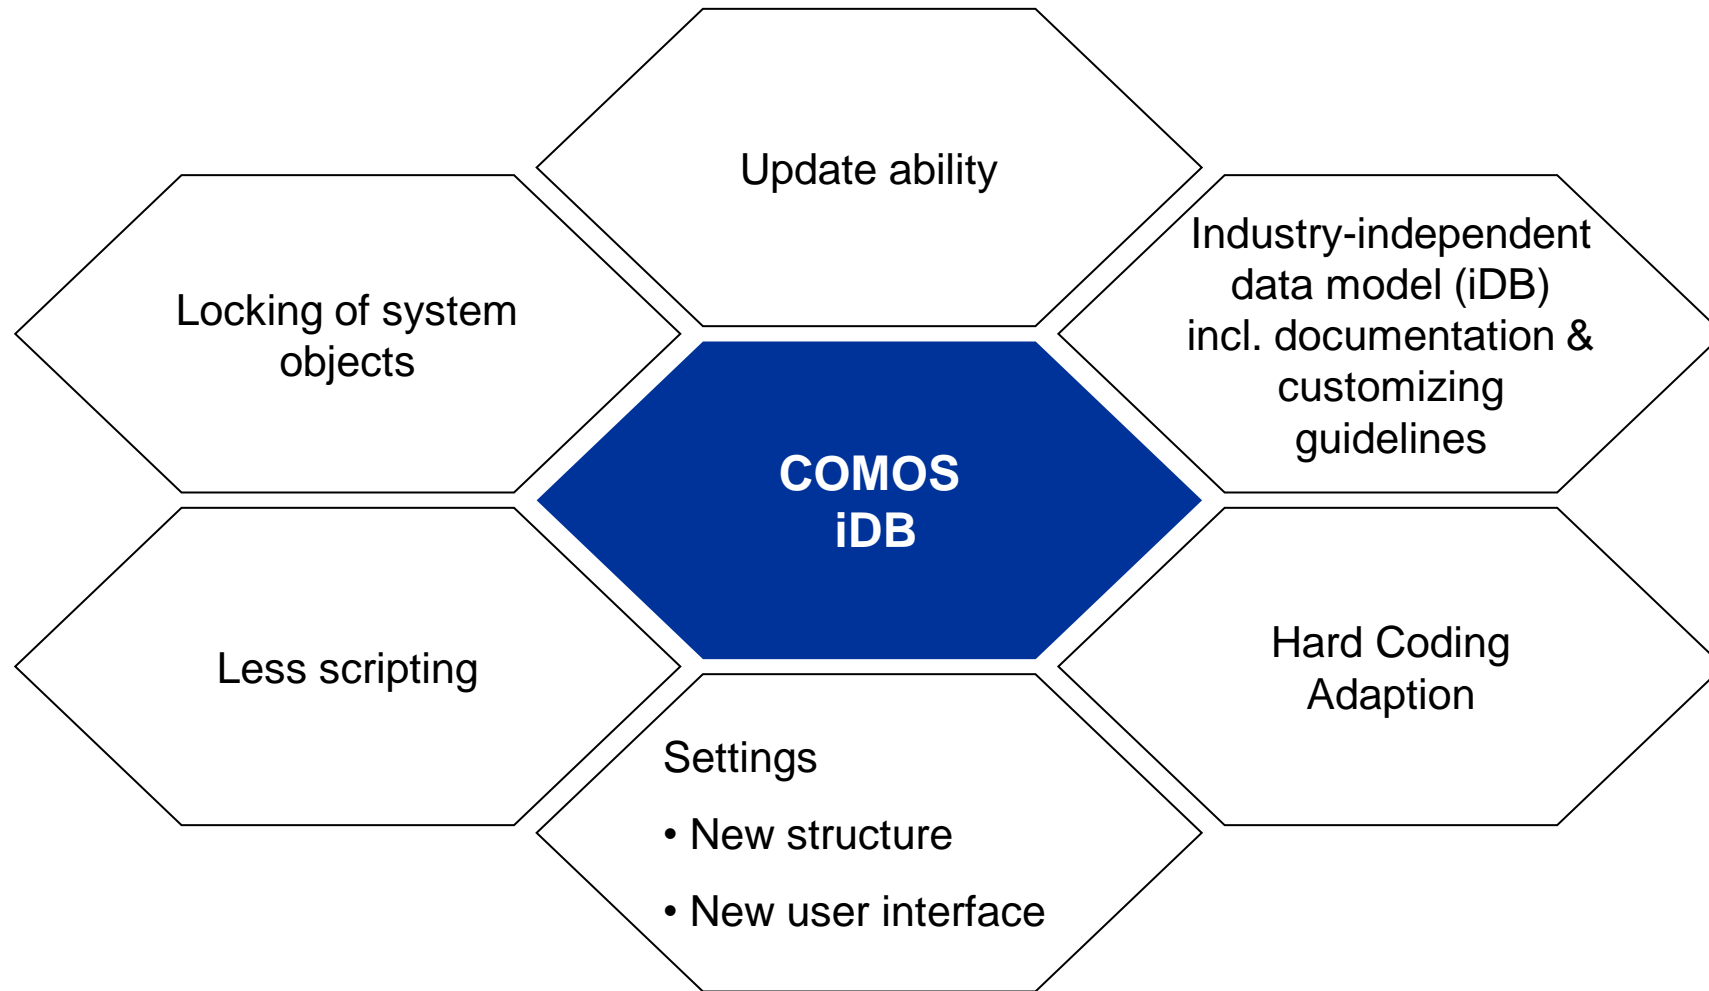 Update ability
Industry-independent
data model (iDB)
incl. documentation &
customizing
guidelines
Locking of system
objects
COMOS
iDB
Less scripting
Hard Coding
Adaption
Settings
• New structure
• New user interface